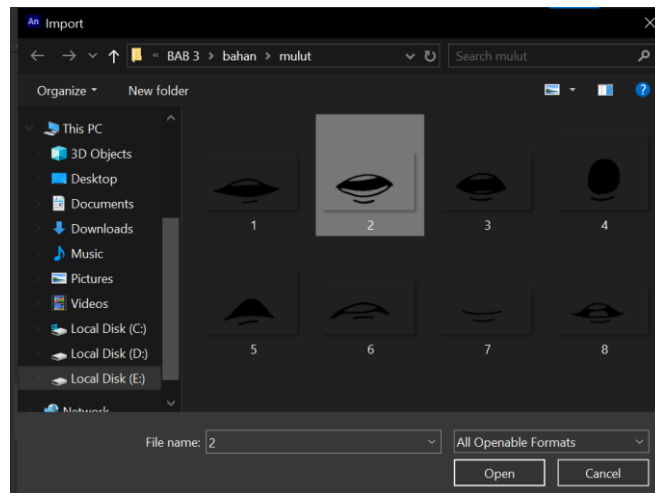 An Import
« BAB 3 > bahan > mulut
Search mulut
Organize
New folder
This PC
3D Objects
Desktop
Documents
Downloads
Music
Pictures
Videos
Local Disk (C:)
Local Disk (D:)
Local Disk (E:)
Network
1 2 3 4
5 6 7 8
File name: 2
All Openable Formats
Open Cancel